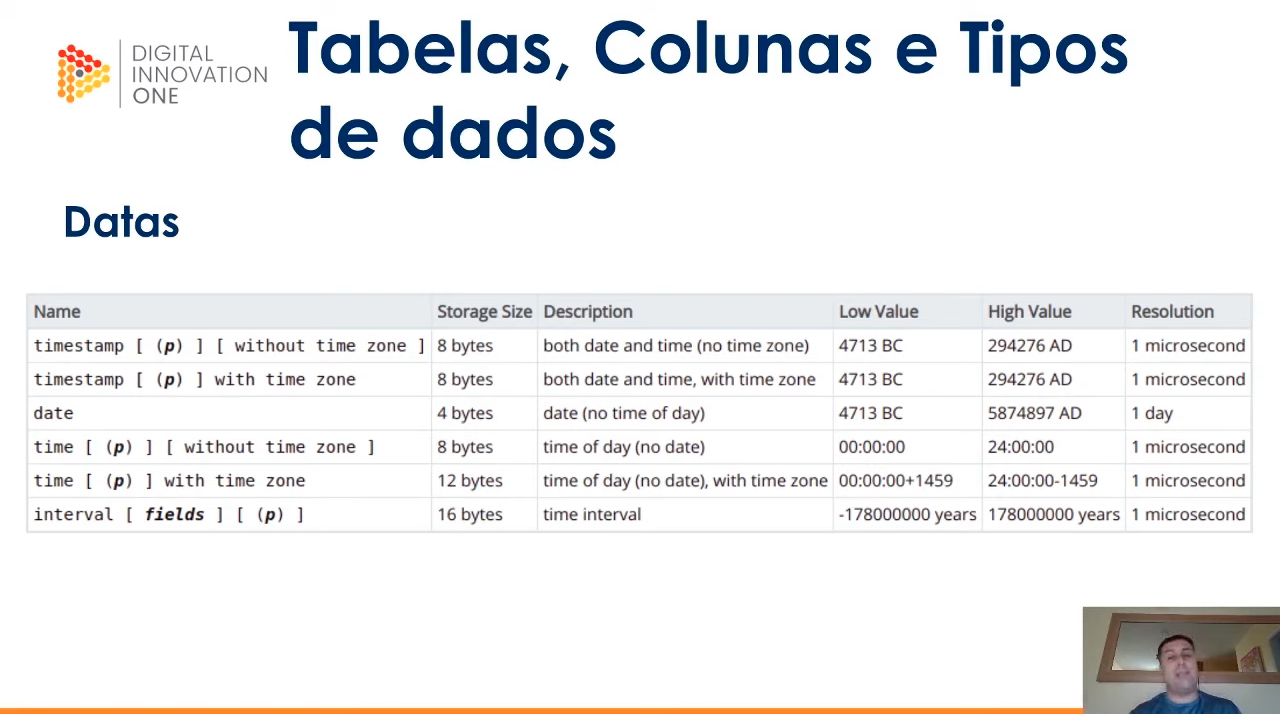 DIGITAL
INNOVATION
ONE
Tabelas, Colunas e Tipos
de dados
Datas
Name Storage Size Description Low Value High Value Resolution
timestamp [ (p) ] [ without time zone ] 8 bytes both date and time (no time zone) 4713 BC 294276 AD 1 microsecond
timestamp [ (p) ] with time zone 8 bytes both date and time, with time zone 4713 BC 294276 AD 1 microsecond
date 4 bytes date (no time of day) 4713 BC 5874897 AD 1 day
time [ (p) ] [ without time zone ] 8 bytes time of day (no date) 00:00:00 24:00:00 1 microsecond
time [ (p) ] with time zone 12 bytes time of day (no date), with time zone 00:00:00+1459 24:00:00-1459 1 microsecond
interval [ fields ] [ (p) ] 16 bytes time interval -178000000 years 178000000 years 1 microsecond